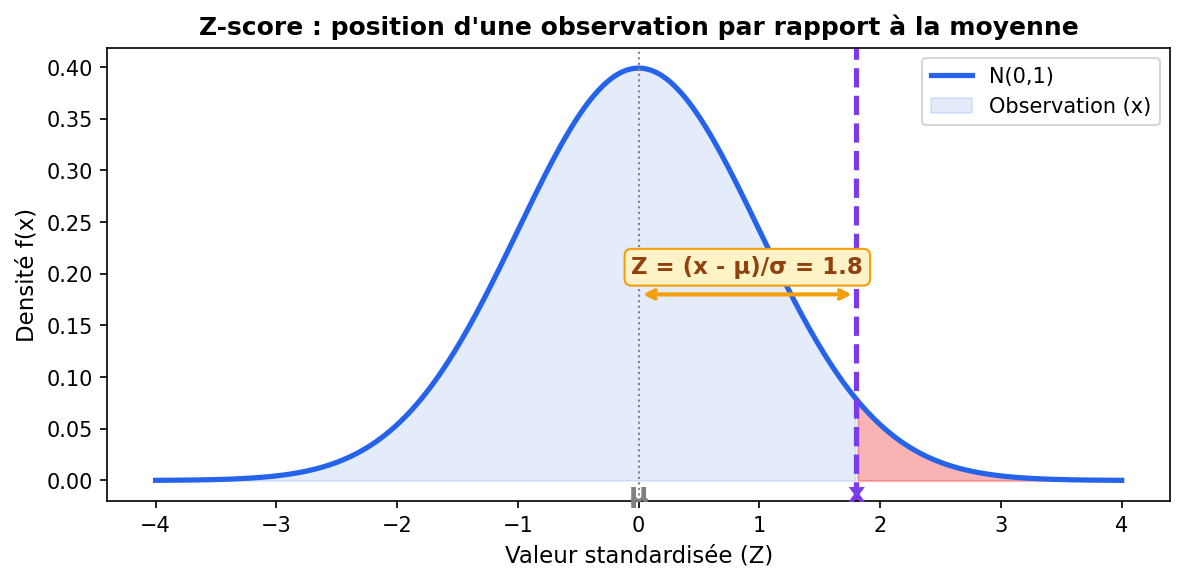 Z-score : position d'une observation par rapport à la moyenne
N(0,1)
Observation (x)
Densité f(x)
0.40
0.35
0.30
0.25
0.20
0.15
0.10
0.05
0.00
Z = (x - μ)/σ = 1.8
μ
x
−4
−3
−2
−1
0
1
2
3
4
Valeur standardisée (Z)